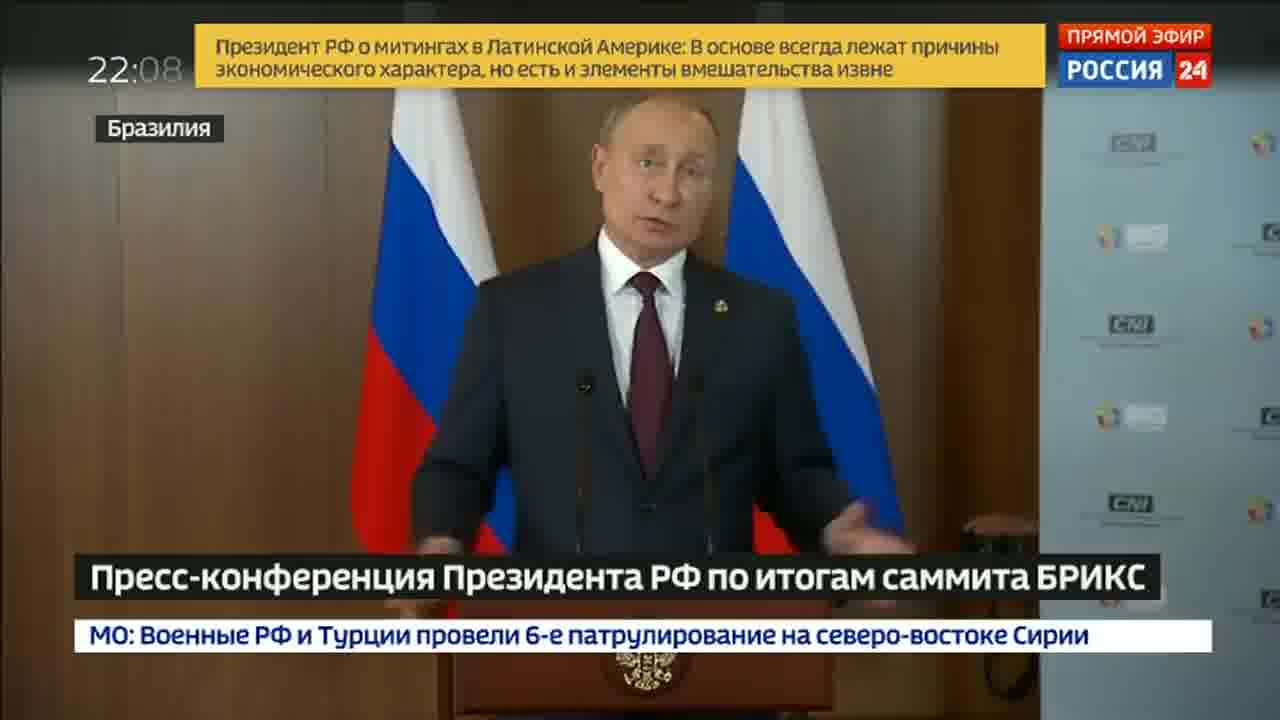 Президент РФ о митингах в Латинской Америке: В основе всегда лежат причины
экономического характера, но есть и элементы вмешательства извне
ПРЯМОЙ ЭФИР
РОССИЯ 24
22:08
Бразилия
CNI
CNI
CNI
Пресс-конференция Президента РФ по итогам саммита БРИКС
МО: Военные РФ и Турции провели 6-е патрулирование на северо-востоке Сирии